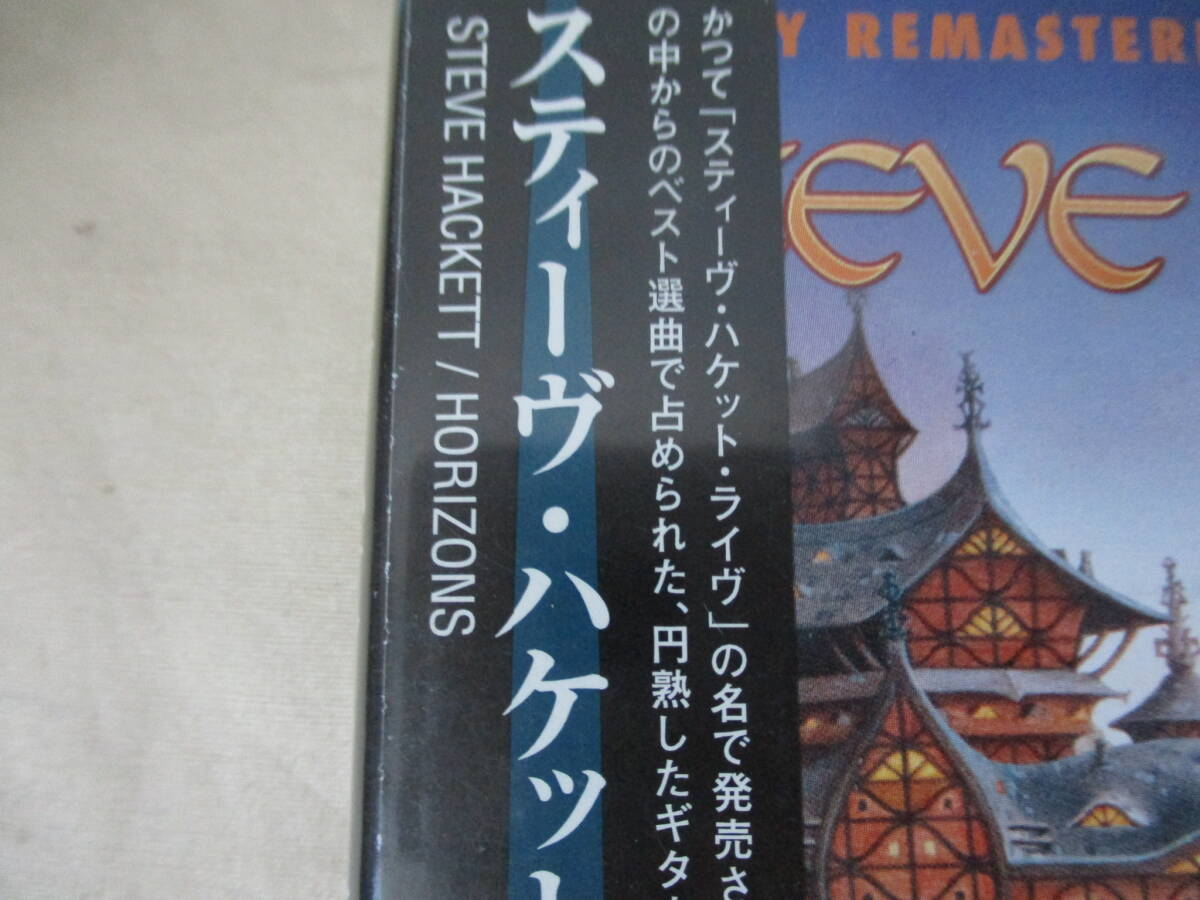 かつて「スティーヴ・ハケット・ライヴ」の名で発売さ
の中からのベスト選曲で占められた、円熟したギタ
スティーヴ・ハケッ
STEVE HACKETT / HORIZONS
Y REMASTER
EVE